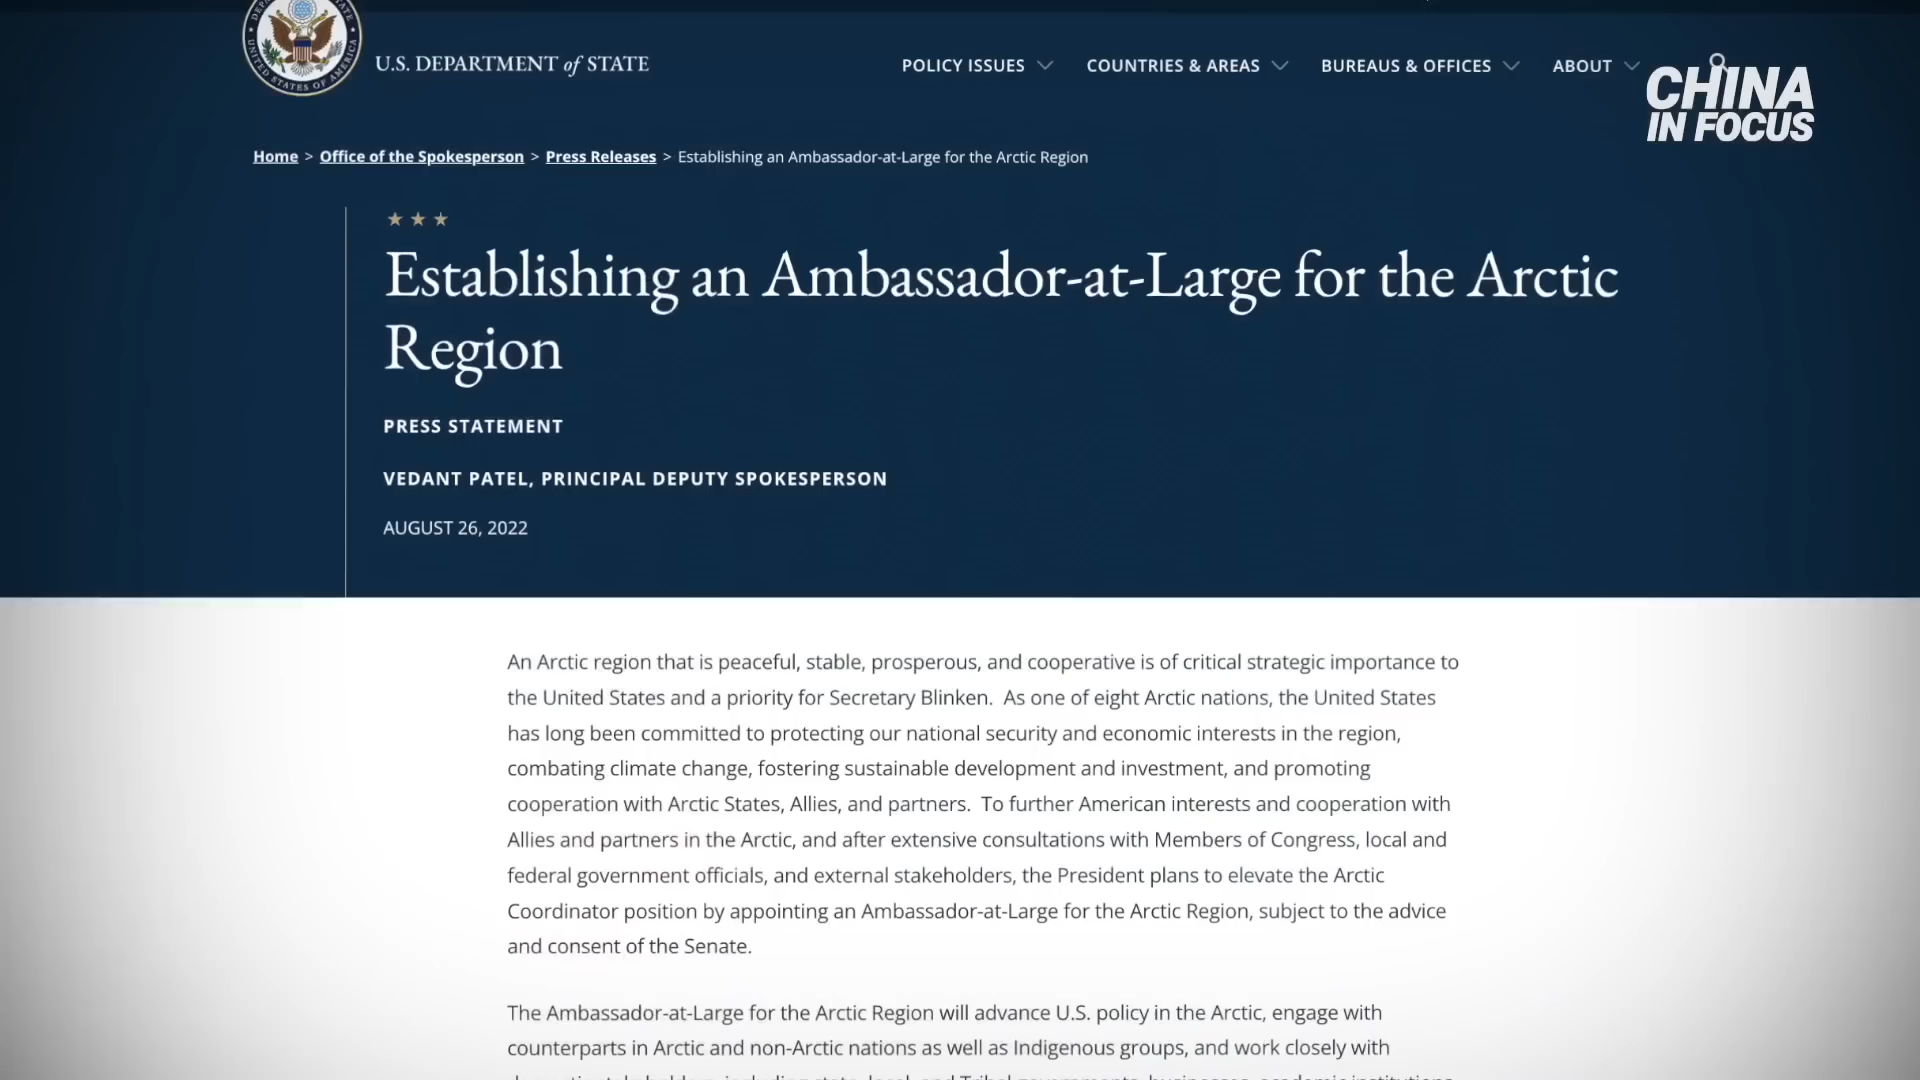 U.S. DEPARTMENT of STATE
POLICY ISSUES
COUNTRIES & AREAS
BUREAUS & OFFICES
ABOUT
CHINA
IN FOCUS
UNITED STATES OF AMERICA
Home > Office of the Spokesperson > Press Releases > Establishing an Ambassador-at-Large for the Arctic Region
Establishing an Ambassador-at-Large for the Arctic
Region
PRESS STATEMENT
VEDANT PATEL, PRINCIPAL DEPUTY SPOKESPERSON
AUGUST 26, 2022
An Arctic region that is peaceful, stable, prosperous, and cooperative is of critical strategic importance to
the United States and a priority for Secretary Blinken.  As one of eight Arctic nations, the United States
has long been committed to protecting our national security and economic interests in the region,
combating climate change, fostering sustainable development and investment, and promoting
cooperation with Arctic States, Allies, and partners.  To further American interests and cooperation with
Allies and partners in the Arctic, and after extensive consultations with Members of Congress, local and
federal government officials, and external stakeholders, the President plans to elevate the Arctic
Coordinator position by appointing an Ambassador-at-Large for the Arctic Region, subject to the advice
and consent of the Senate.
The Ambassador-at-Large for the Arctic Region will advance U.S. policy in the Arctic, engage with
counterparts in Arctic and non-Arctic nations as well as Indigenous groups, and work closely with